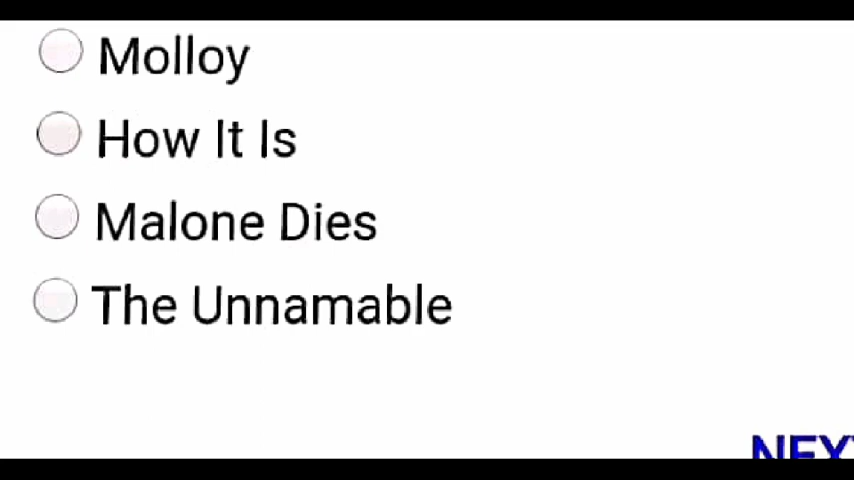 Molloy
How It Is
Malone Dies
The Unnamable